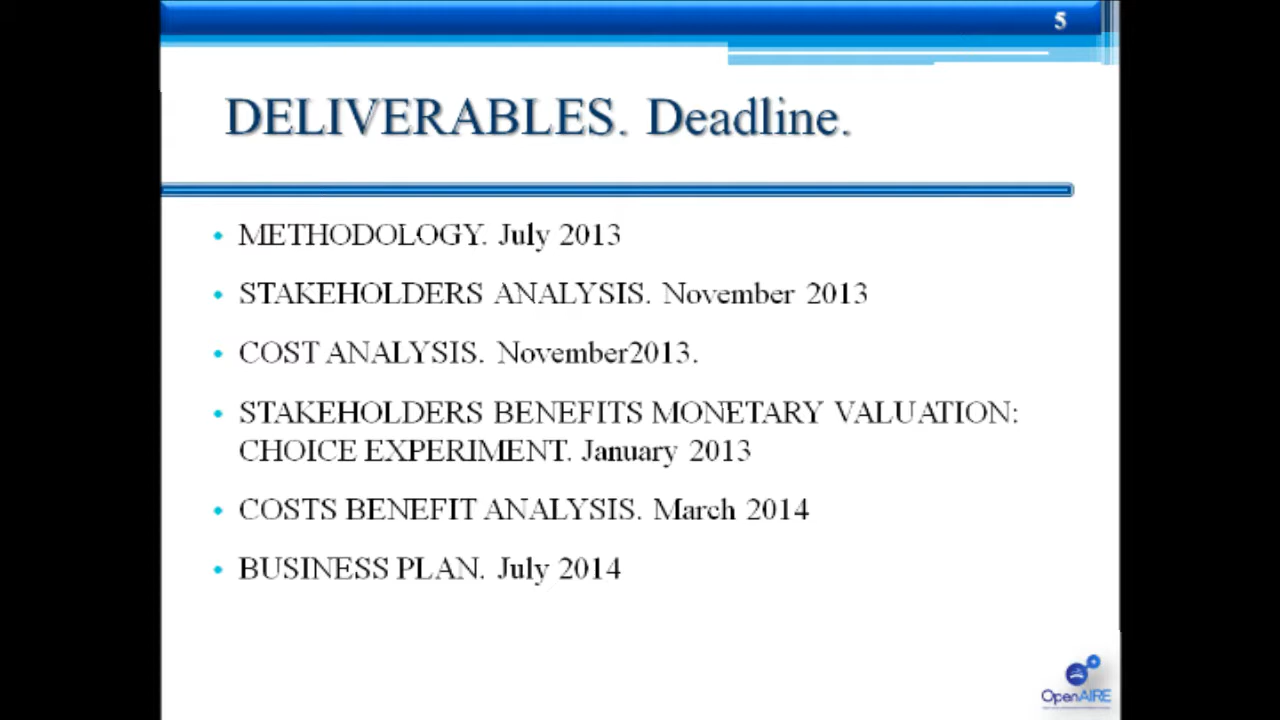 5
DELIVERABLES. Deadline.
• METHODOLOGY. July 2013
• STAKEHOLDERS ANALYSIS. November 2013
• COST ANALYSIS. November2013.
• STAKEHOLDERS BENEFITS MONETARY VALUATION:
CHOICE EXPERIMENT. January 2013
• COSTS BENEFIT ANALYSIS. March 2014
• BUSINESS PLAN. July 2014
OpenAIRE